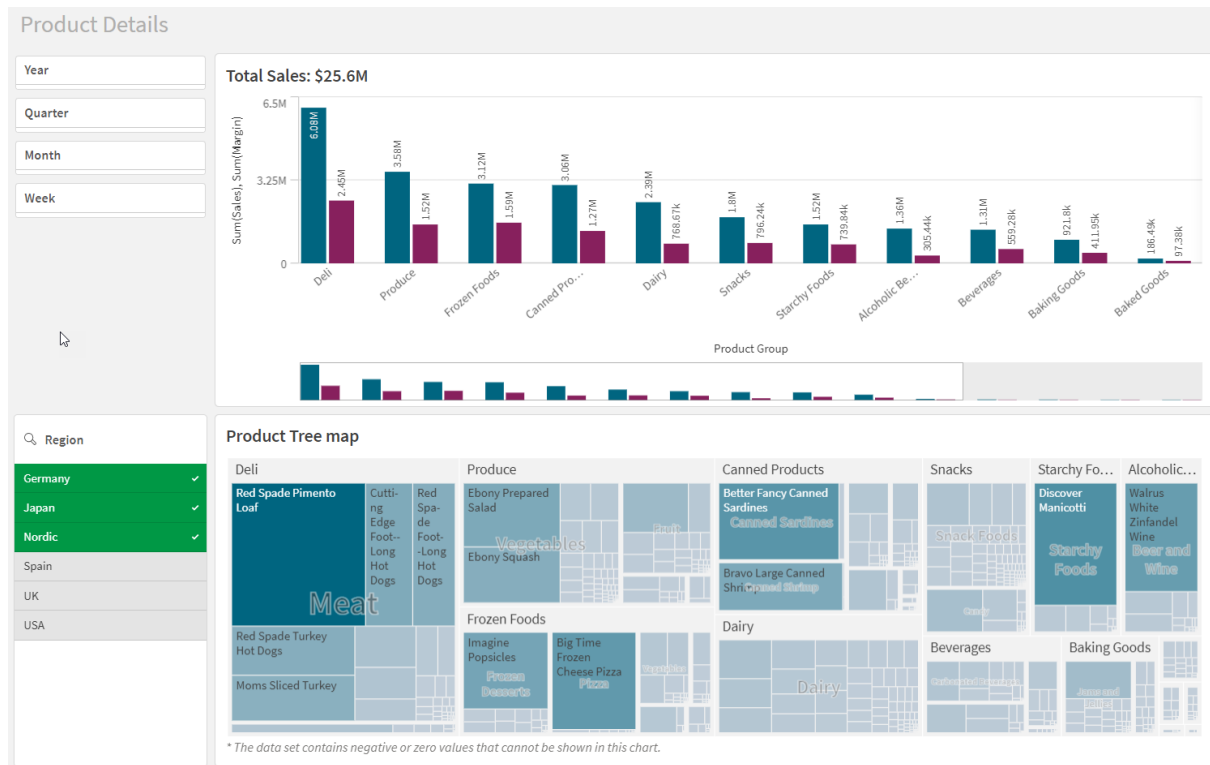 Product Details
Year
Quarter
Month
Week
Total Sales: $25.6M
Sum(Sales), Sum(Margin)
6.5M
3.25M
0
6.08M
2.45M
3.58M
1.52M
3.12M
1.59M
3.06M
1.27M
2.39M
768.67k
1.8M
796.24k
1.52M
739.84k
1.36M
305.44k
1.31M
559.28k
921.8k
411.95k
186.49k
97.38k
Deli
Produce
Frozen Foods
Canned Pro...
Dairy
Snacks
Starchy Foods
Alcoholic Be...
Beverages
Baking Goods
Baked Goods
Product Group
Region
Germany
Japan
Nordic
Spain
UK
USA
Product Tree map
Deli
Red Spade Pimento
Loaf
Cutti-
ng
Edge
Foot--
Long
Hot
Dogs
Red
Spa-
de
Foot-
-Long
Hot
Dogs
Meat
Red Spade Turkey
Hot Dogs
Moms Sliced Turkey
Produce
Ebony Prepared
Salad
Vegetables
Ebony Squash
Fruit
Frozen Foods
Imagine
Popsicles
Frozen
Desserts
Big Time
Frozen
Cheese Pizza
Pizza
Vegetables
Canned Products
Better Fancy Canned
Sardines
Canned Sardines
Bravo Large Canned
Shrimp
Canned Shrimp
Dairy
Dairy
Snacks
Snack Foods
Candy
Starchy Fo...
Discover
Manicotti
Starchy
Foods
Alcoholic...
Walrus
White
Zinfandel
Wine
Beer and
Wine
Beverages
Carbonated Beverages
Baking Goods
Jams and
* The data set contains negative or zero values that cannot be shown in this chart.